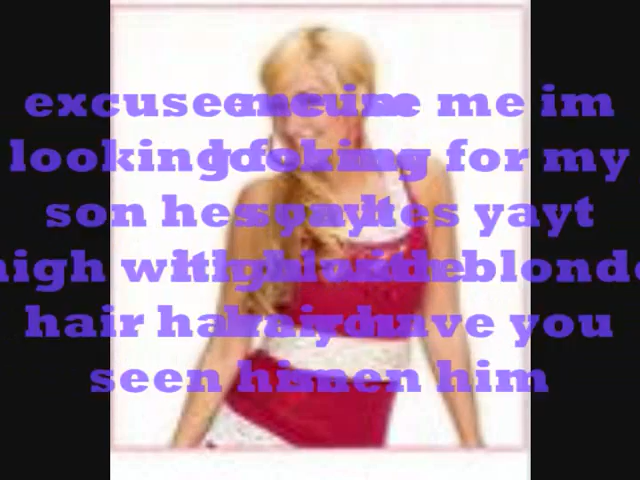 excuse me im
looking for my
son hes yayt
high with blonde
hair have you
seen him